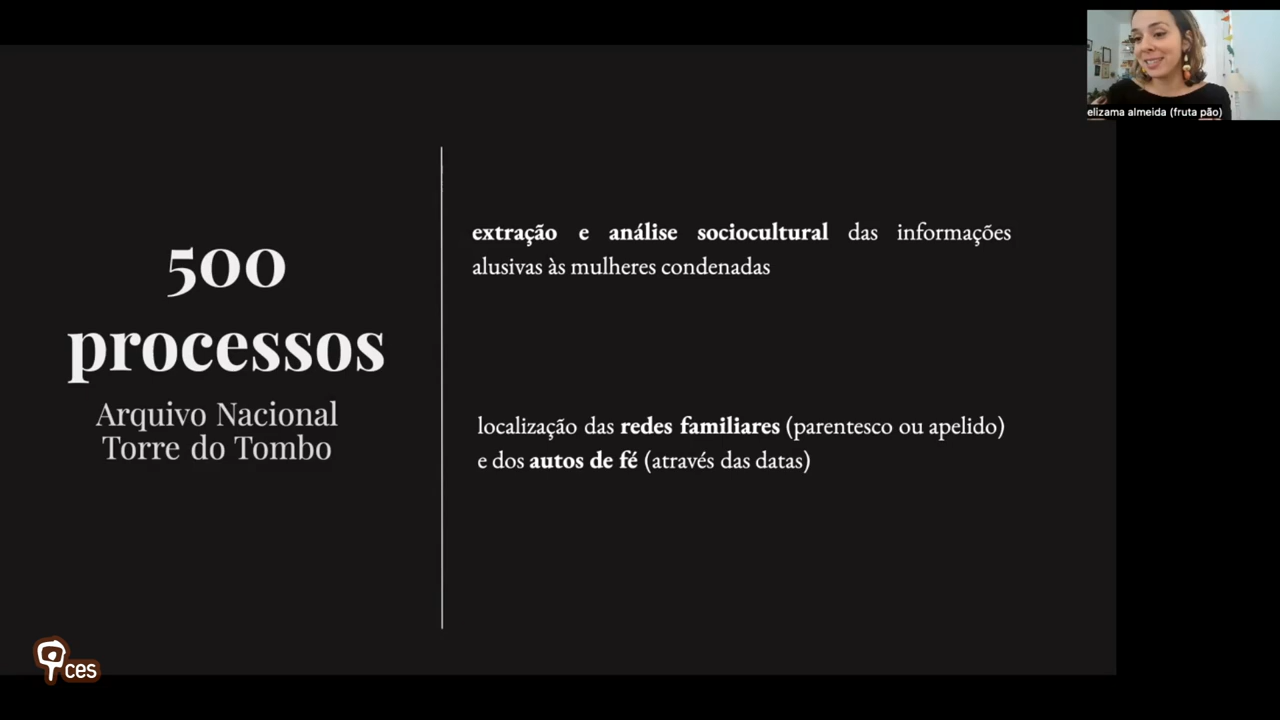 elizama almeida (fruta pão)
500
processos
Arquivo Nacional
Torre do Tombo
extração e análise sociocultural das informações
alusivas às mulheres condenadas
localização das redes familiares (parentesco ou apelido)
e dos autos de fé (através das datas)
ces